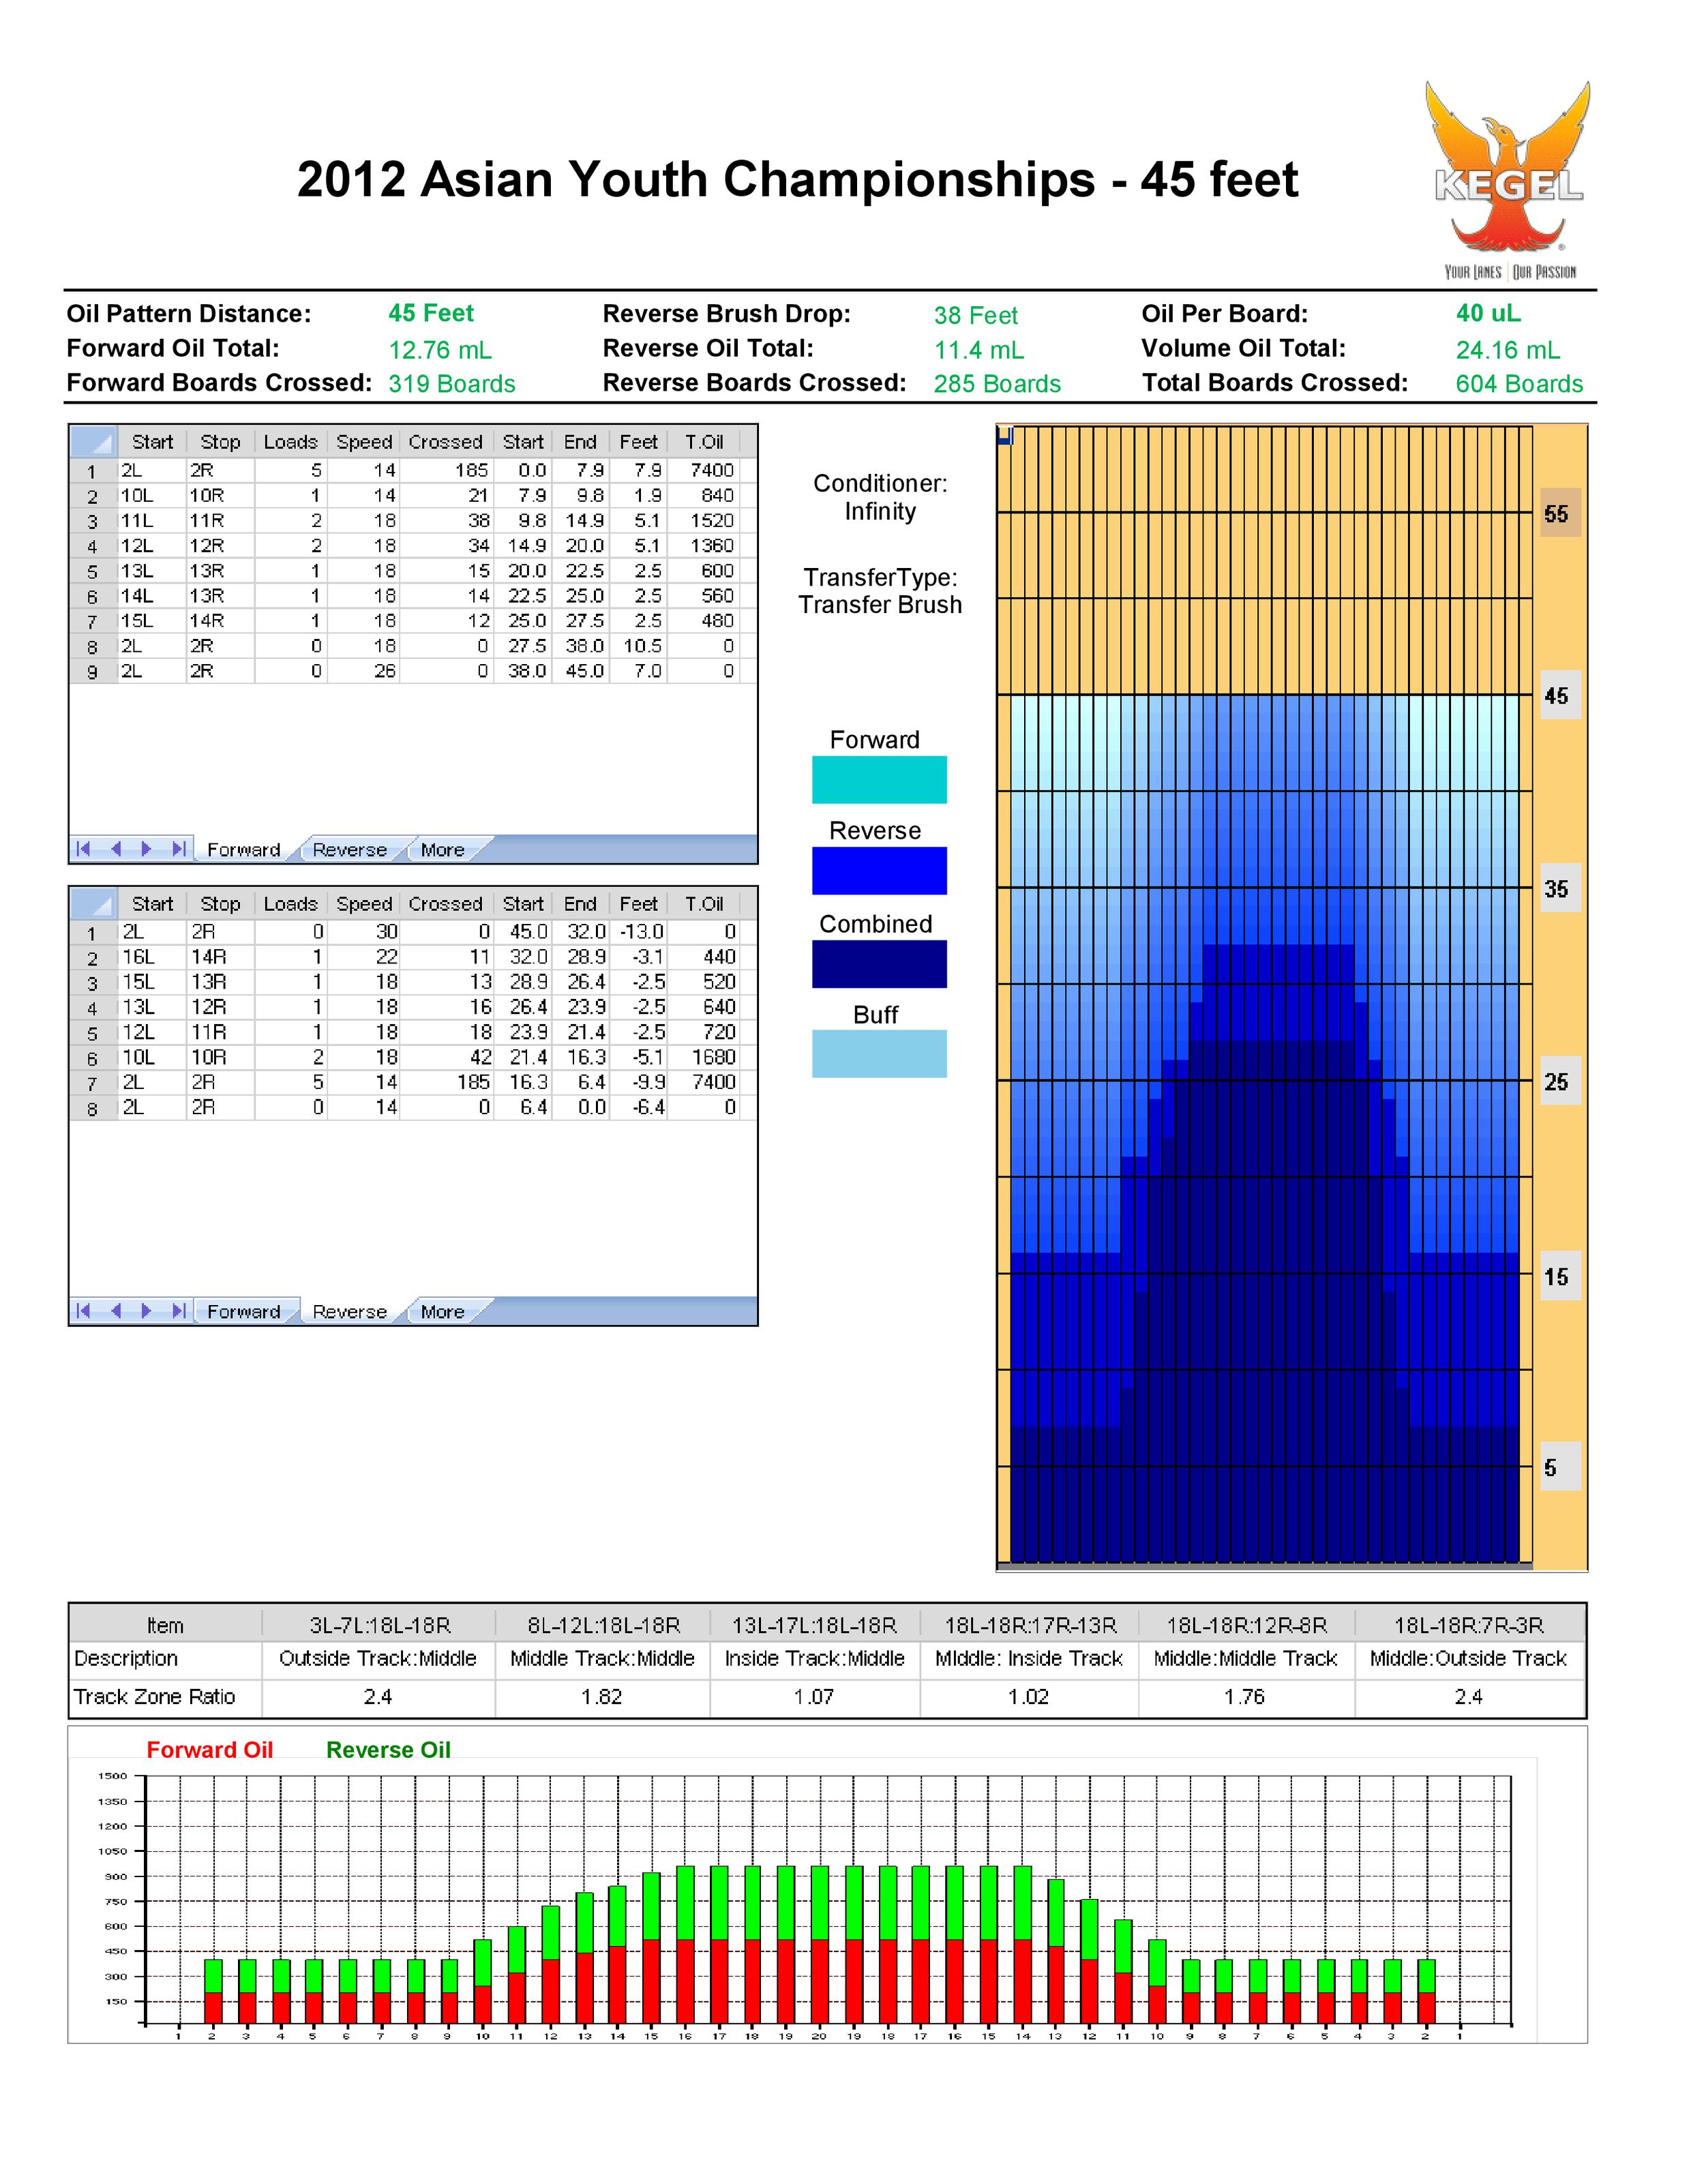 2012 Asian Youth Championships - 45 feet
KEGEL
®
YOUR LANES | OUR PASSION
Oil Pattern Distance: 45 Feet Reverse Brush Drop: 38 Feet Oil Per Board: 40 uL
Forward Oil Total: 12.76 mL Reverse Oil Total: 11.4 mL Volume Oil Total: 24.16 mL
Forward Boards Crossed: 319 Boards Reverse Boards Crossed: 285 Boards Total Boards Crossed: 604 Boards
Start Stop Loads Speed Crossed Start End Feet T.Oil
1 2L 2R 5 14 185 0.0 7.9 7.9 7400
2 10L 10R 1 14 21 7.9 9.8 1.9 840
3 11L 11R 2 18 38 9.8 14.9 5.1 1520
4 12L 12R 2 18 34 14.9 20.0 5.1 1360
5 13L 13R 1 18 15 20.0 22.5 2.5 600
6 14L 13R 1 18 14 22.5 25.0 2.5 560
7 15L 14R 1 18 12 25.0 27.5 2.5 480
8 2L 2R 0 18 0 27.5 38.0 10.5 0
9 2L 2R 0 26 0 38.0 45.0 7.0 0
Forward Reverse More
Start Stop Loads Speed Crossed Start End Feet T.Oil
1 2L 2R 0 30 0 45.0 32.0 -13.0 0
2 16L 14R 1 22 11 32.0 28.9 -3.1 440
3 15L 13R 1 18 13 28.9 26.4 -2.5 520
4 13L 12R 1 18 16 26.4 23.9 -2.5 640
5 12L 11R 1 18 18 23.9 21.4 -2.5 720
6 10L 10R 2 18 42 21.4 16.3 -5.1 1680
7 2L 2R 5 14 185 16.3 6.4 -9.9 7400
8 2L 2R 0 14 0 6.4 0.0 -6.4 0
Forward Reverse More
Conditioner:
Infinity
TransferType:
Transfer Brush
Forward
Reverse
Combined
Buff
55
45
35
25
15
5
Item 3L-7L:18L-18R 8L-12L:18L-18R 13L-17L:18L-18R 18L-18R:17R-13R 18L-18R:12R-8R 18L-18R:7R-3R
Description Outside Track:Middle Middle Track:Middle Inside Track:Middle MIddle: Inside Track Middle:Middle Track Middle:Outside Track
Track Zone Ratio 2.4 1.82 1.07 1.02 1.76 2.4
Forward Oil Reverse Oil
1500
1350
1200
1050
900
750
600
450
300
150
1 2 3 4 5 6 7 8 9 10 11 12 13 14 15 16 17 18 19 20 19 18 17 16 15 14 13 12 11 10 9 8 7 6 5 4 3 2 1